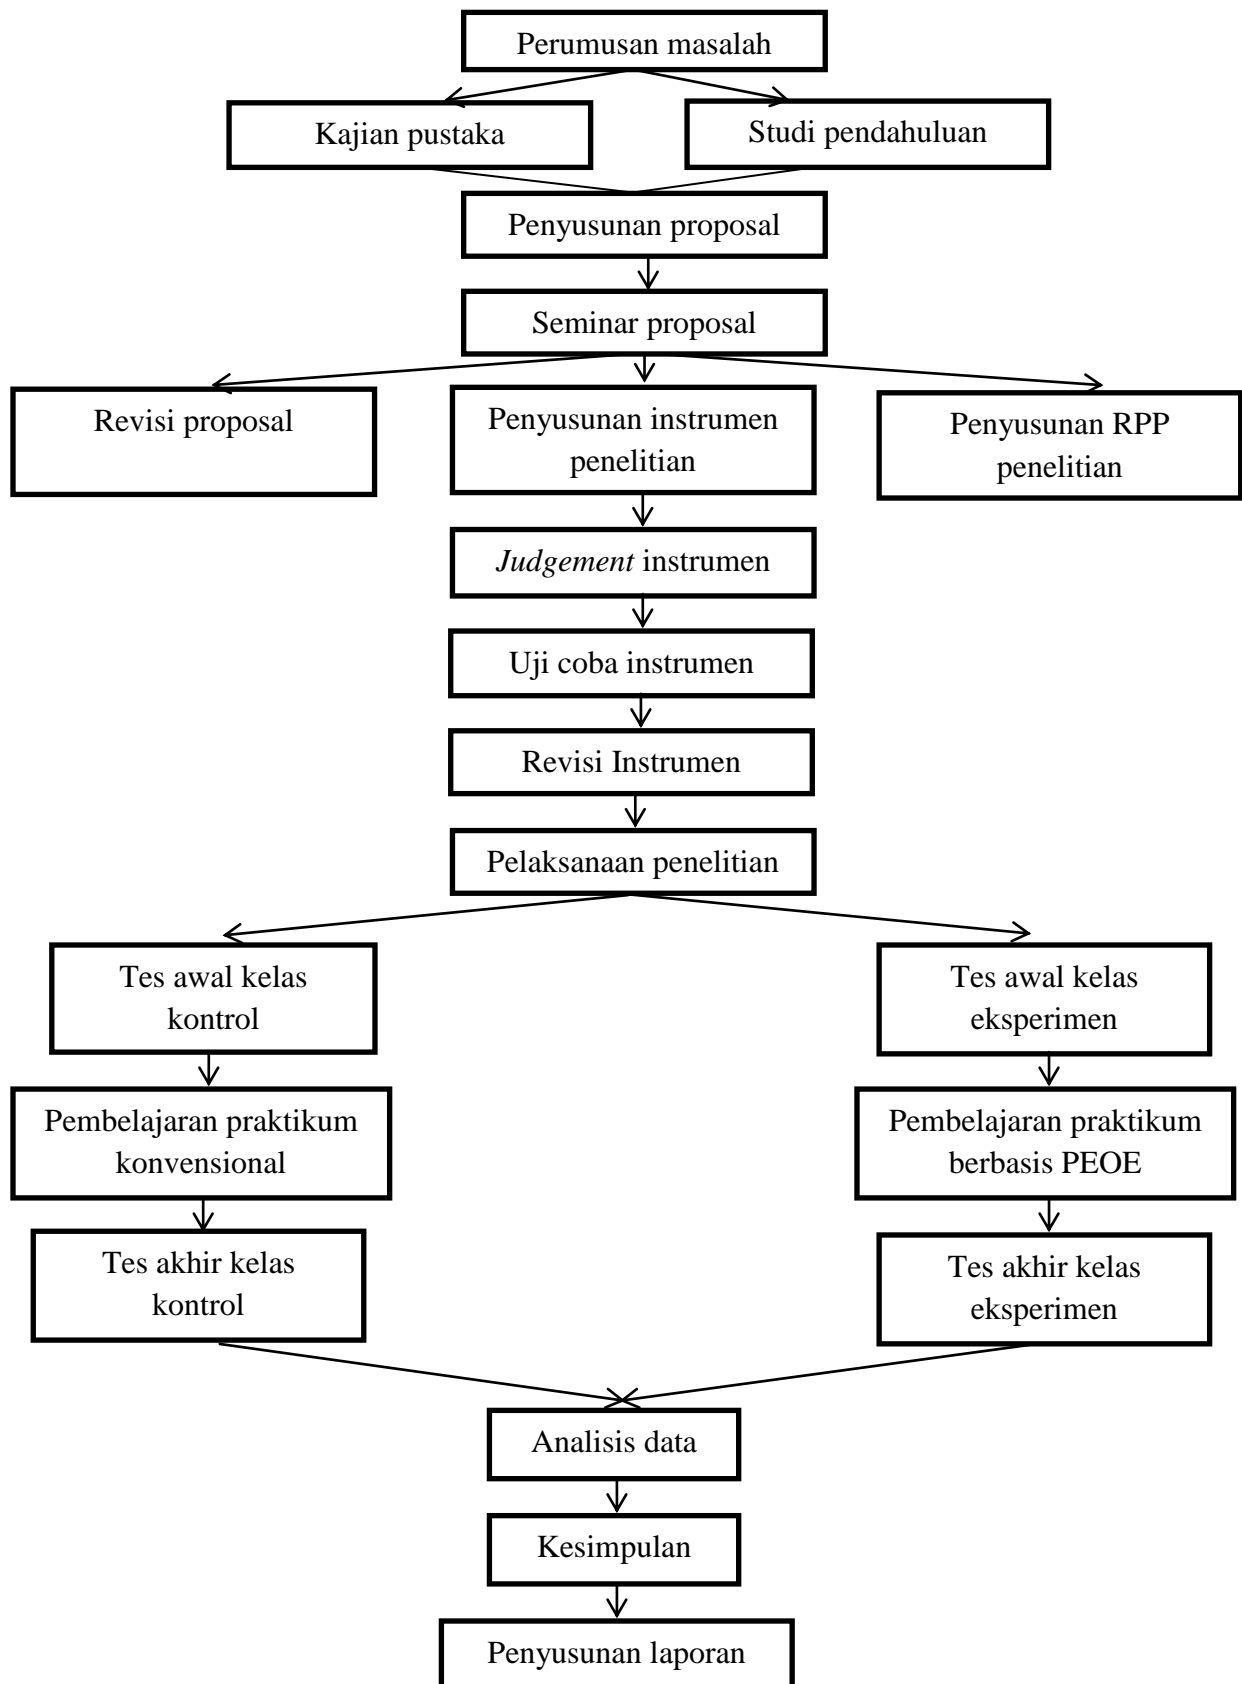 Perumusan masalah
Kajian pustaka
Studi pendahuluan
Penyusunan proposal
Seminar proposal
Revisi proposal
Penyusunan instrumen
penelitian
Penyusunan RPP
penelitian
Judgement instrumen
Uji coba instrumen
Revisi Instrumen
Pelaksanaan penelitian
Tes awal kelas
kontrol
Tes awal kelas
eksperimen
Pembelajaran praktikum
konvensional
Pembelajaran praktikum
berbasis PEOE
Tes akhir kelas
kontrol
Tes akhir kelas
eksperimen
Analisis data
Kesimpulan
Penyusunan laporan